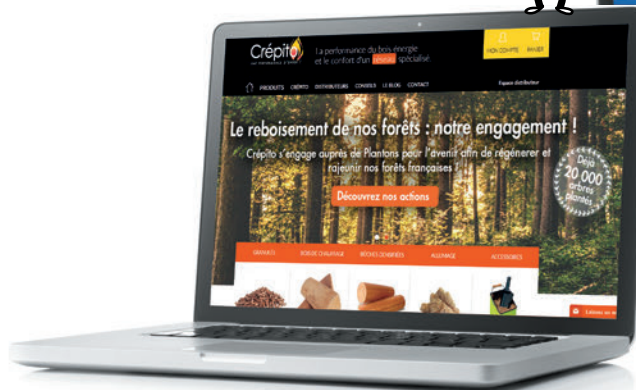 Crépito
La performance du bois énergie
et le confort d'un réseau spécialisé
MON COMPTE PANIER
PRODUITS CRÉPITO DISTRIBUTEURS CONSEILS LE BLOG CONTACT
Espace distributeur
Le reboisement de nos forêts : notre engagement !
Crépito s'engage auprès de Plantons pour l'avenir afin de régénérer et
rajeunir nos forêts françaises !
Déjà
20 000
arbres
plantés
Découvrez nos actions
GRANULÉS BOIS DE CHAUFFAGE BÛCHES DENSIFIÉES ALLUMAGE ACCESSOIRES